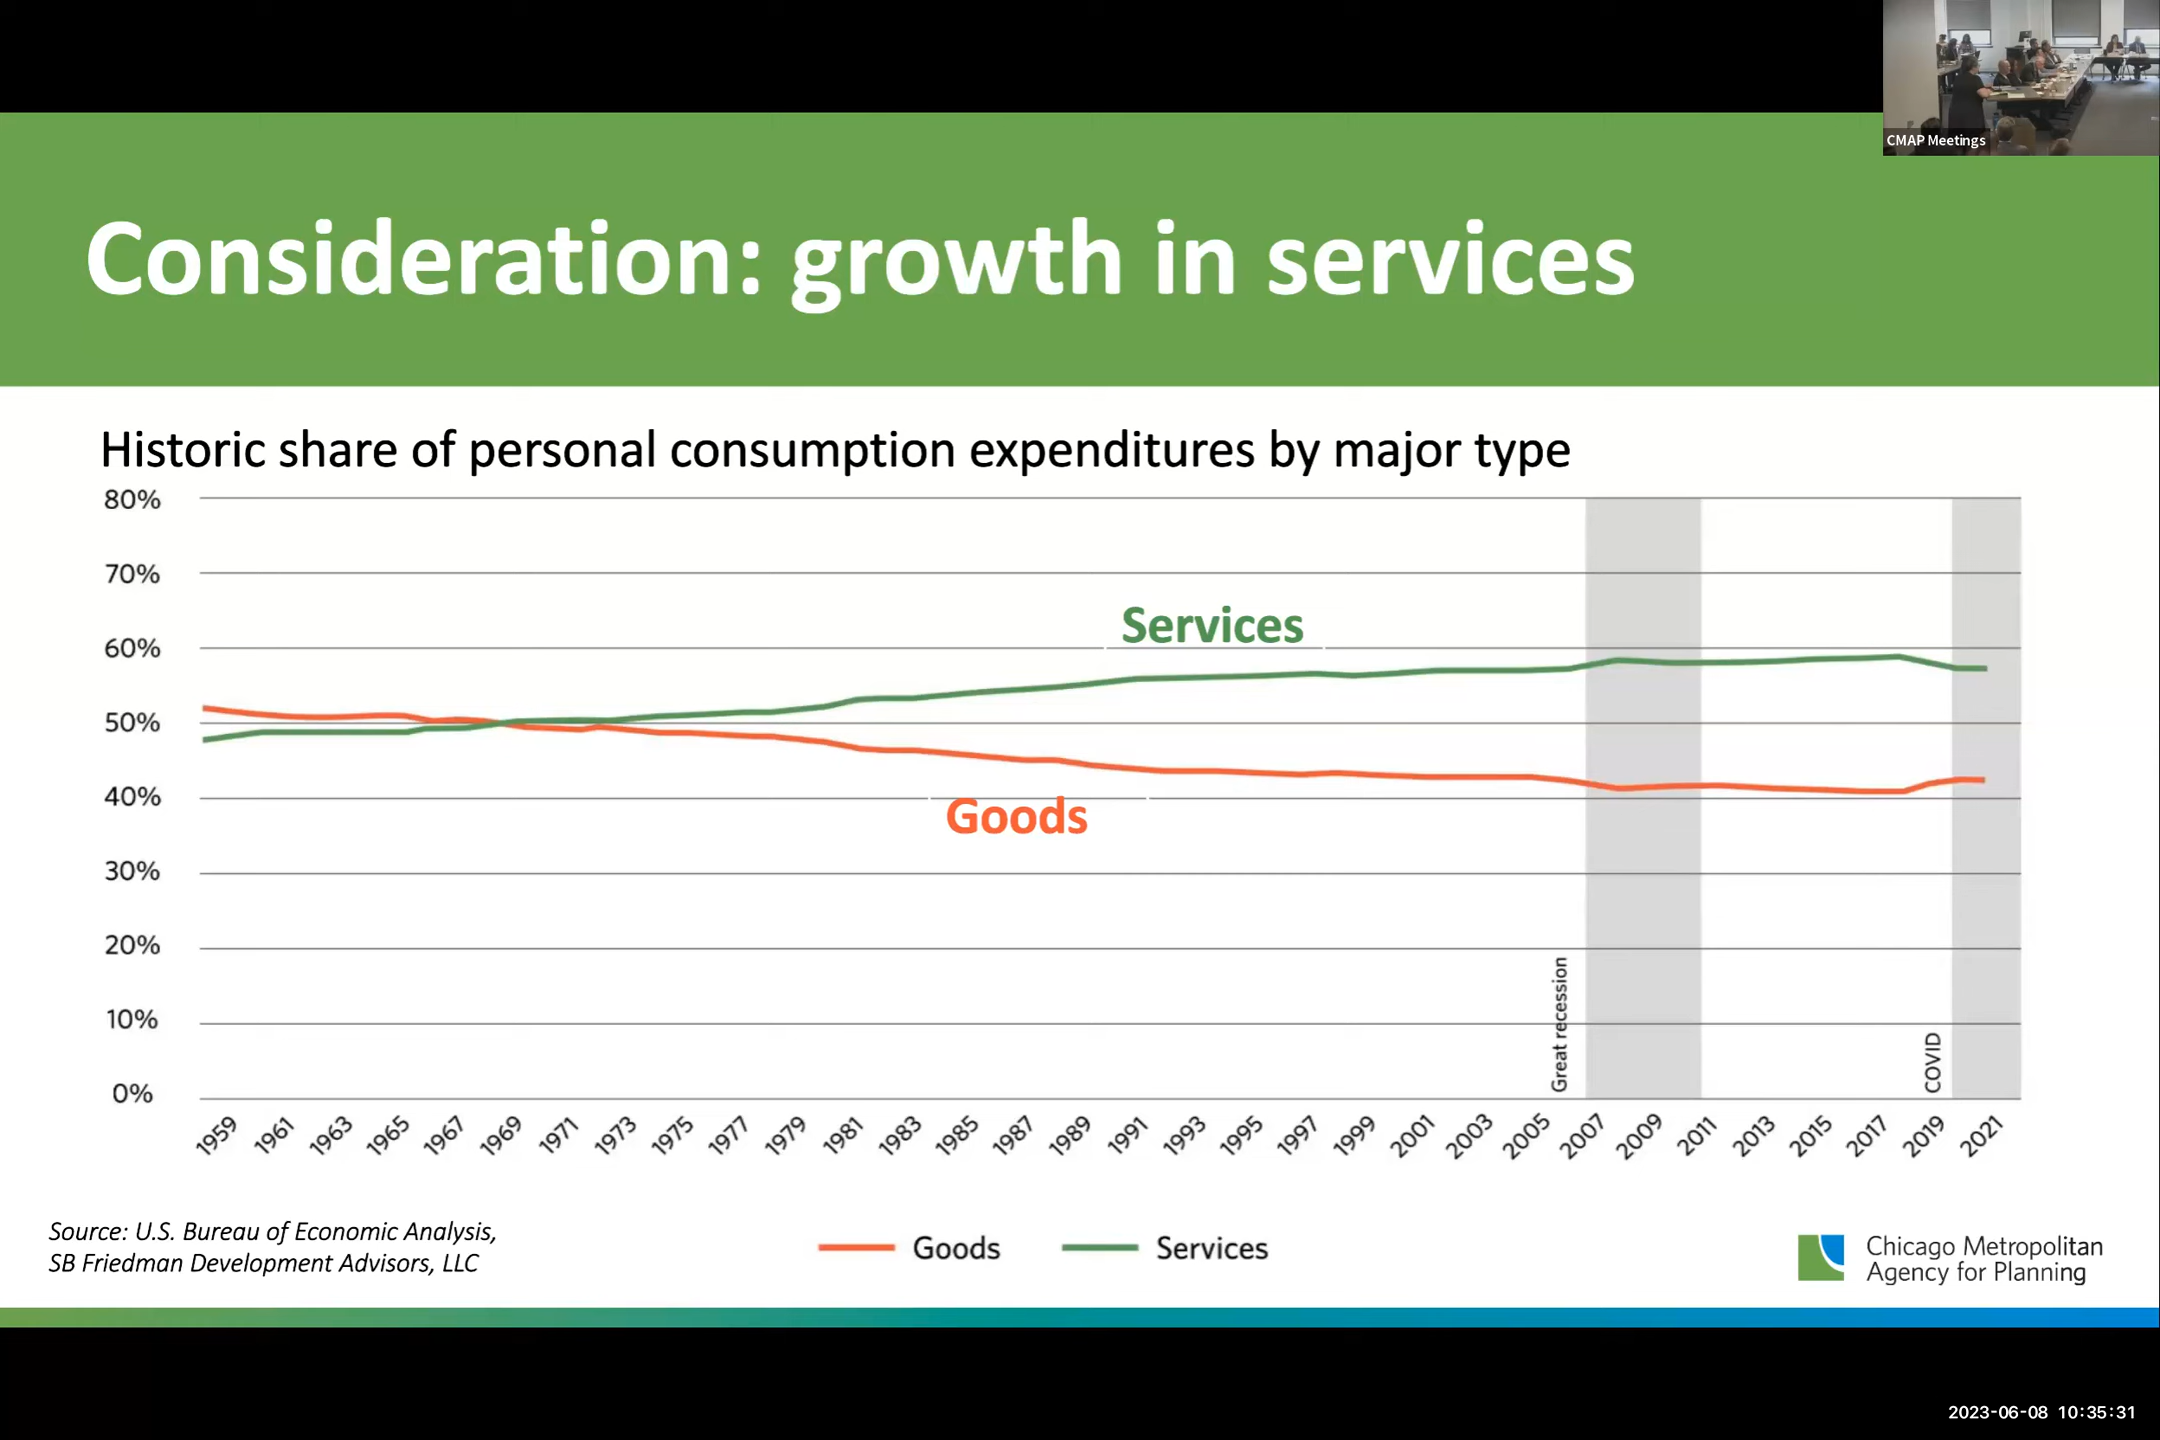 CMAP Meetings
Consideration: growth in services
Historic share of personal consumption expenditures by major type
80%
70%
60%
50%
40%
30%
20%
10%
0%
Services
Goods
Great recession
COVID
1959 1961 1963 1965 1967 1969 1971 1973 1975 1977 1979 1981 1983 1985 1987 1989 1991 1993 1995 1997 1999 2001 2003 2005 2007 2009 2011 2013 2015 2017 2019 2021
Source: U.S. Bureau of Economic Analysis,
SB Friedman Development Advisors, LLC
Goods Services
Chicago Metropolitan
Agency for Planning
2023-06-08 10:35:31